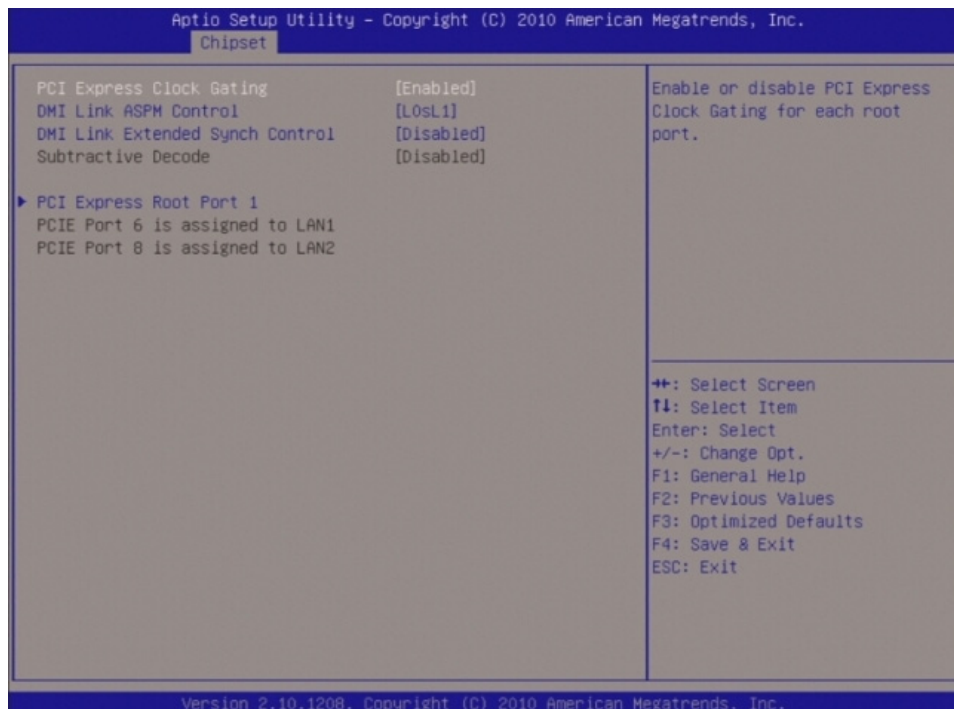 Aptio Setup Utility – Copyright (C) 2010 American Megatrends, Inc.
Chipset
PCI Express Clock Gating [Enabled]
DMI Link ASPM Control [L0sL1]
DMI Link Extended Synch Control [Disabled]
Subtractive Decode [Disabled]
▶ PCI Express Root Port 1
PCIE Port 6 is assigned to LAN1
PCIE Port 8 is assigned to LAN2
Enable or disable PCI Express
Clock Gating for each root
port.
→←: Select Screen
↑↓: Select Item
Enter: Select
+/-: Change Opt.
F1: General Help
F2: Previous Values
F3: Optimized Defaults
F4: Save & Exit
ESC: Exit
Version 2.10.1208. Copyright (C) 2010 American Megatrends, Inc.